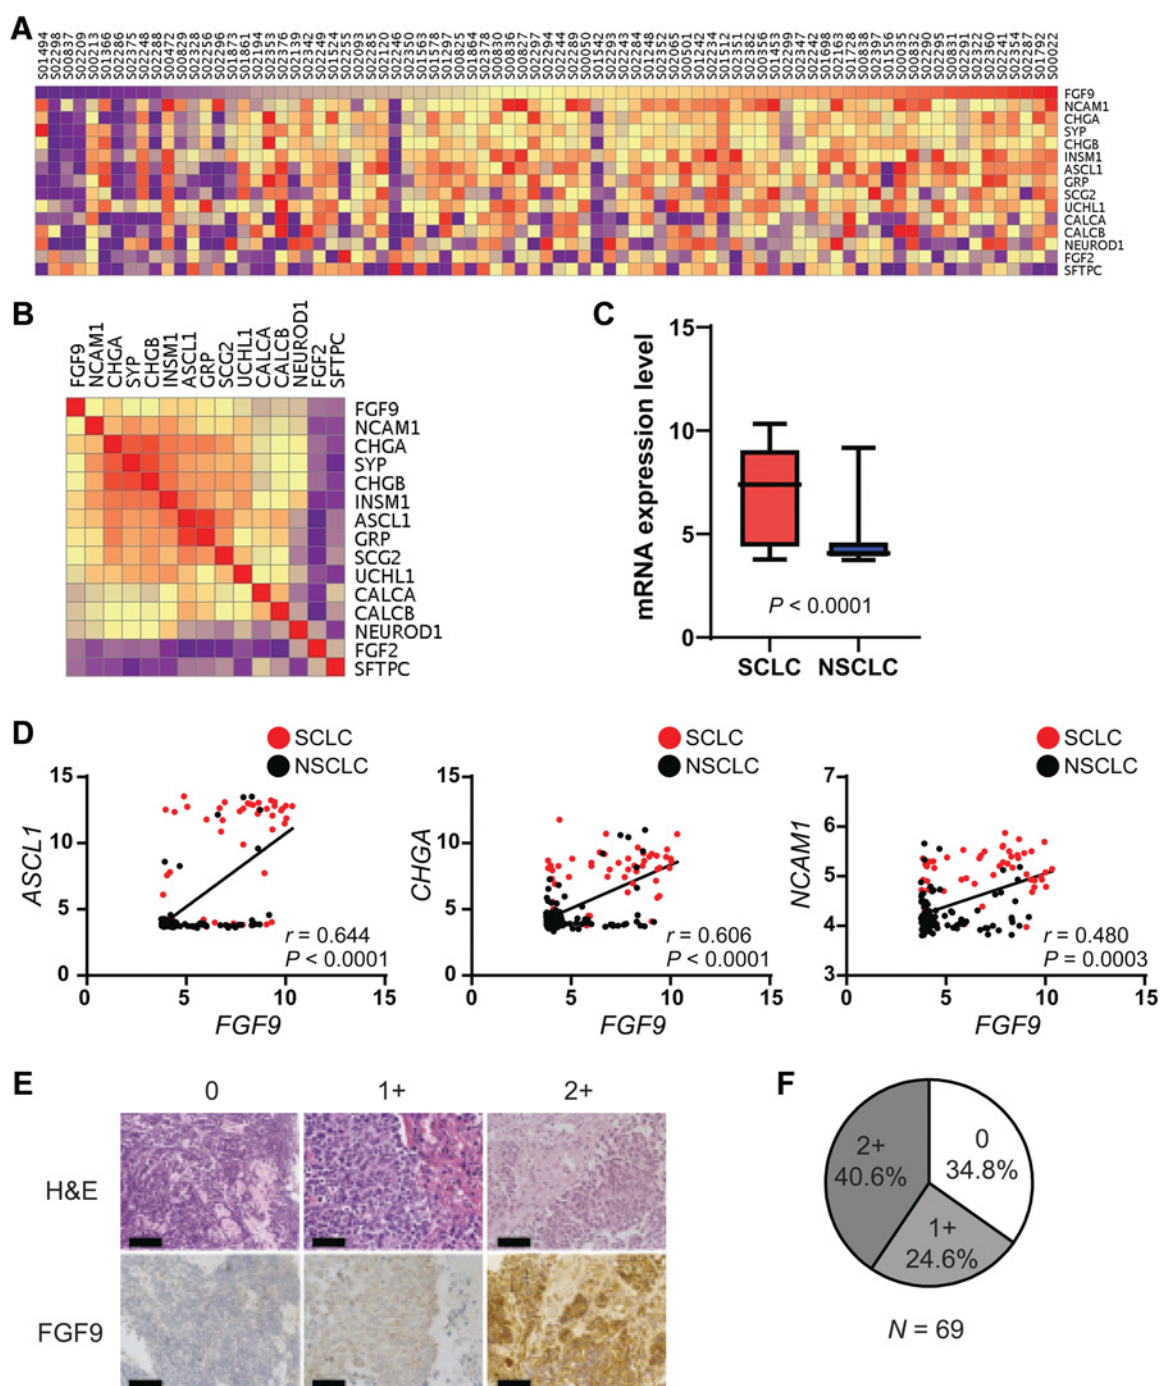 A
S01494
S02298
S00837
S02209
S00213
S01366
S02286
S02375
S02248
S02288
S00472
S00829
S02328
S02256
S02296
S01873
S01861
S02194
S02353
S02376
S02249
S01524
S02255
S02093
S02285
S02120
S02246
S02350
S01578
S00825
S01864
S02378
S00830
S00836
S00827
S02297
S02294
S02244
S02289
S00050
S01542
S02293
S02243
S02284
S01248
S02352
S02065
S01242
S02234
S01512
S02351
S02382
S00356
S01453
S02299
S02347
S01698
S02163
S01728
S00838
S02397
S01556
S00035
S00832
S02290
S02295
S00831
S02291
S02322
S02360
S02241
S02354
S02287
S01792
S00022
FGF9
NCAM1
CHGA
SYP
CHGB
INSM1
ASCL1
GRP
SCG2
UCHL1
CALCA
CALCB
NEUROD1
FGF2
SFTPC
B
FGF9
NCAM1
CHGA
SYP
CHGB
INSM1
ASCL1
GRP
SCG2
UCHL1
CALCA
CALCB
NEUROD1
FGF2
SFTPC
FGF9
NCAM1
CHGA
SYP
CHGB
INSM1
ASCL1
GRP
SCG2
UCHL1
CALCA
CALCB
NEUROD1
FGF2
SFTPC
C
mRNA expression level
15
10
5
0
P < 0.0001
SCLC NSCLC
D
SCLC
NSCLC
ASCL1
15
10
5
0
r = 0.644
P < 0.0001
0 5 10 15
FGF9
SCLC
NSCLC
CHGA
15
10
5
0
r = 0.606
P < 0.0001
0 5 10 15
FGF9
SCLC
NSCLC
NCAM1
7
6
5
4
3
r = 0.480
P = 0.0003
0 5 10 15
FGF9
E
0 1+ 2+
H&E
FGF9
F
2+
40.6%
0
34.8%
1+
24.6%
N = 69